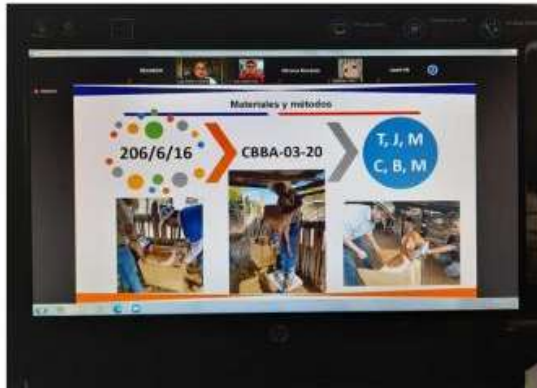 Materiales y métodos
206/6/16
CBBA-03-20
T, J, M
C, B, M